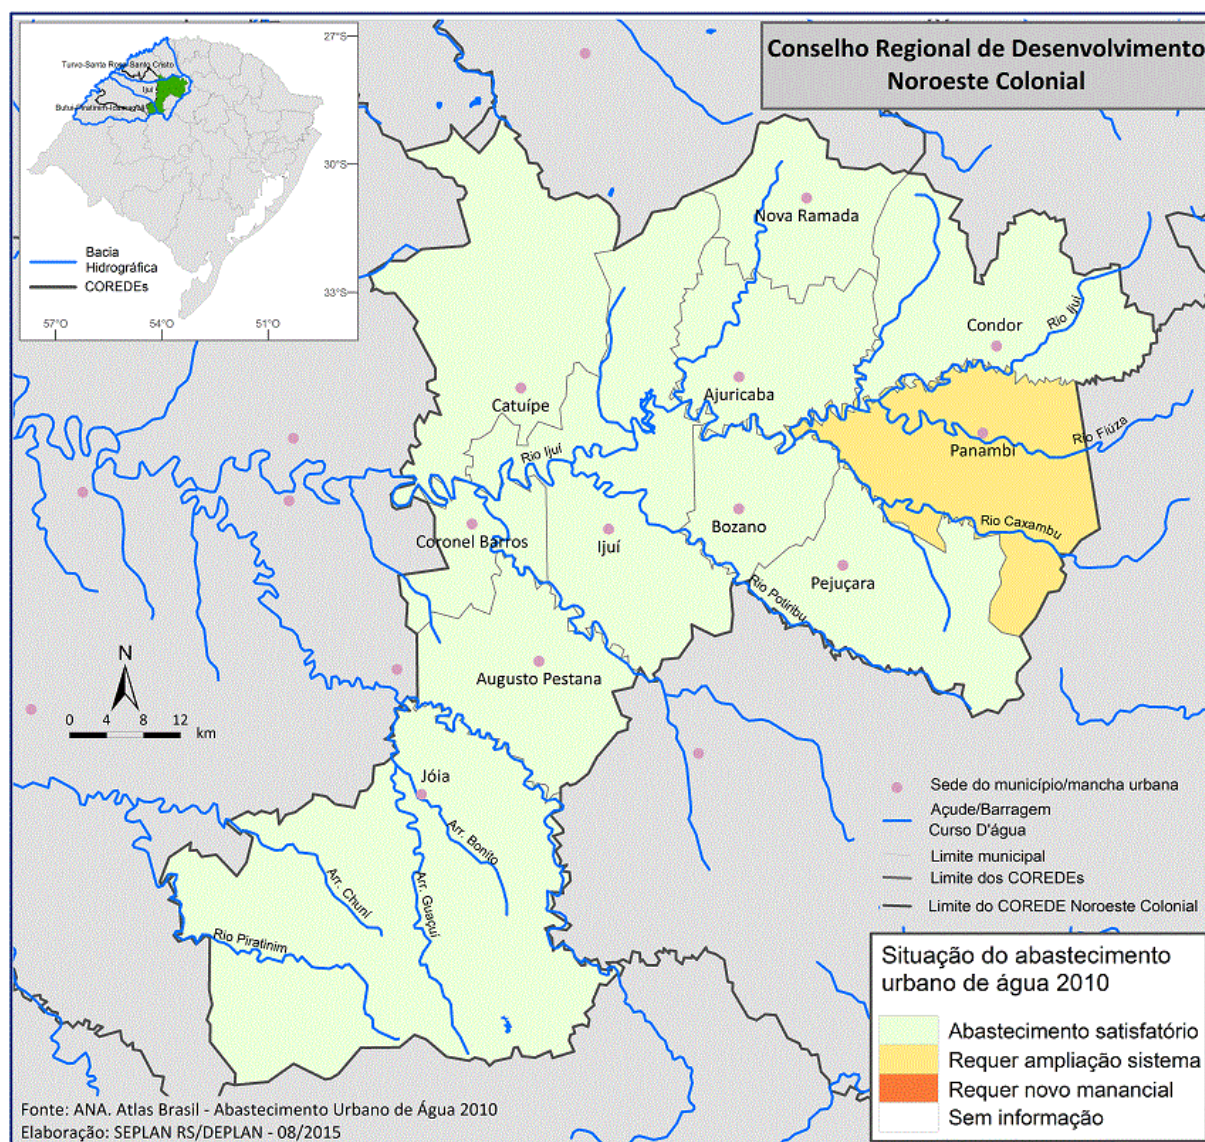 Conselho Regional de Desenvolvimento
Noroeste Colonial
27°S
30°S
33°S
57°O
54°O
51°O
Turvo-Santa Rosa-Santo Cristo
Ijuí
Bacia
Hidrográfica
COREDEs
Nova Ramada
Condor
Rio Ijuí
Catuípe
Ajuricaba
Rio Fiúza
Panambi
Rio Ijuí
Rio Caxambu
Coronel Barros
Ijuí
Bozano
Pejuçara
Rio Potiribu
Augusto Pestana
N
0 4 8 12
km
Jóia
Arr. Bonito
Arr. Chuní
Arr. Guaçuí
Rio Piratinim
Sede do município/mancha urbana
Açude/Barragem
Curso D'água
Limite municipal
Limite dos COREDEs
Limite do COREDE Noroeste Colonial
Situação do abastecimento
urbano de água 2010
Abastecimento satisfatório
Requer ampliação sistema
Requer novo manancial
Sem informação
Fonte: ANA. Atlas Brasil - Abastecimento Urbano de Água 2010
Elaboração: SEPLAN RS/DEPLAN - 08/2015